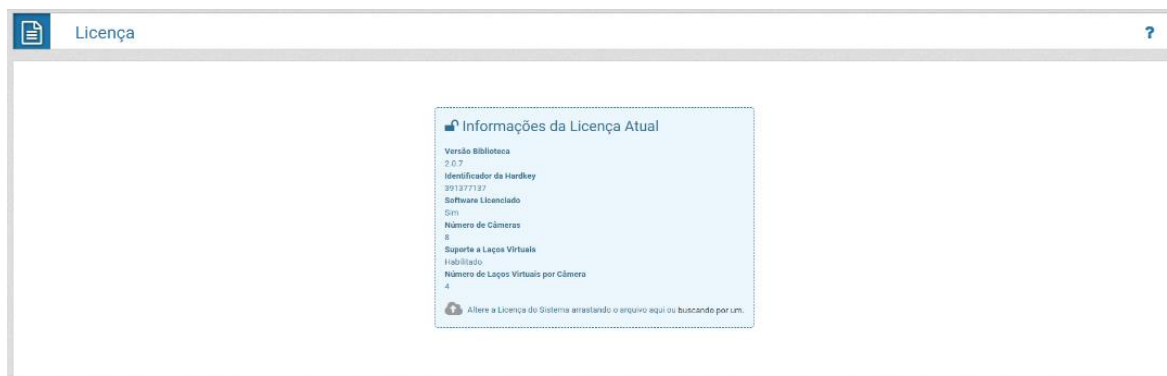 Licença
?
Informações da Licença Atual
Versão Biblioteca
2.0.7
Identificador da Hardkey
391377137
Software Licenciado
Sim
Número de Câmeras
8
Suporte a Laços Virtuais
Habilitado
Número de Laços Virtuais por Câmera
4
Altere a Licença do Sistema arrastando o arquivo aqui ou buscando por um.